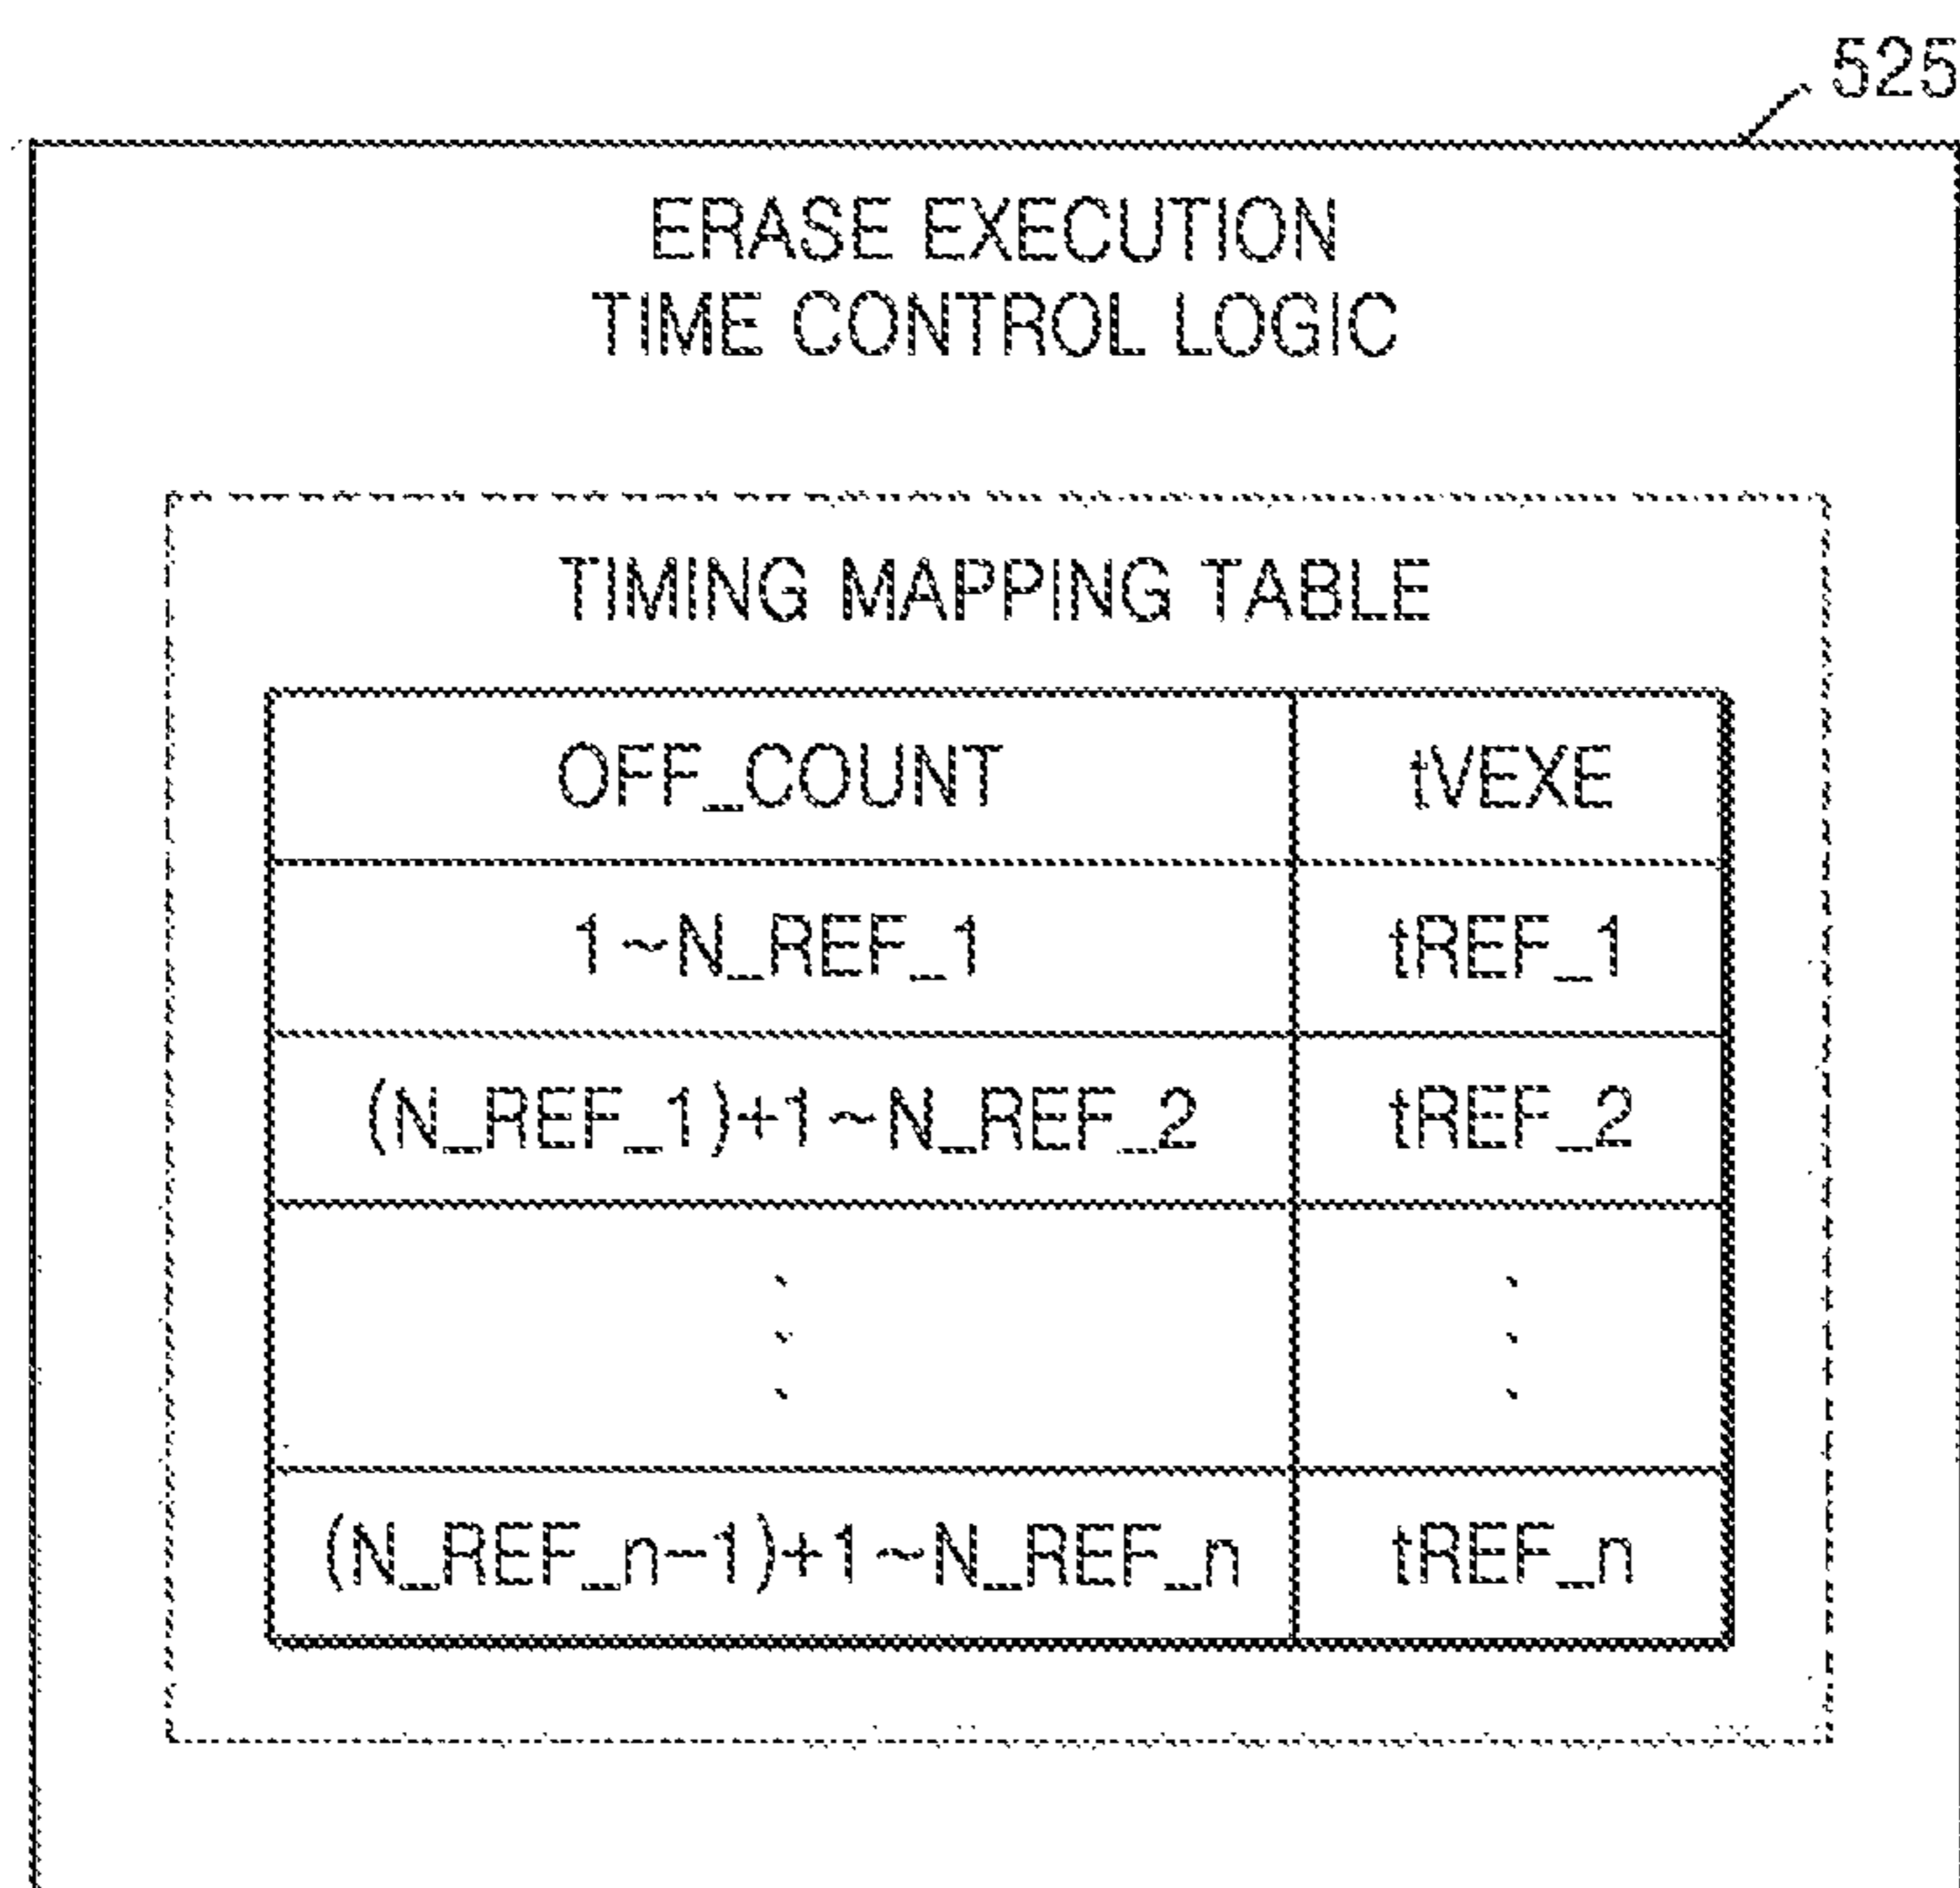 525
ERASE EXECUTION
TIME CONTROL LOGIC
TIMING MAPPING TABLE
OFF_COUNT tVEXE
1~N_REF_1 tREF_1
(N_REF_1)+1~N_REF_2 tREF_2
(N_REF_n-1)+1~N_REF_n tREF_n